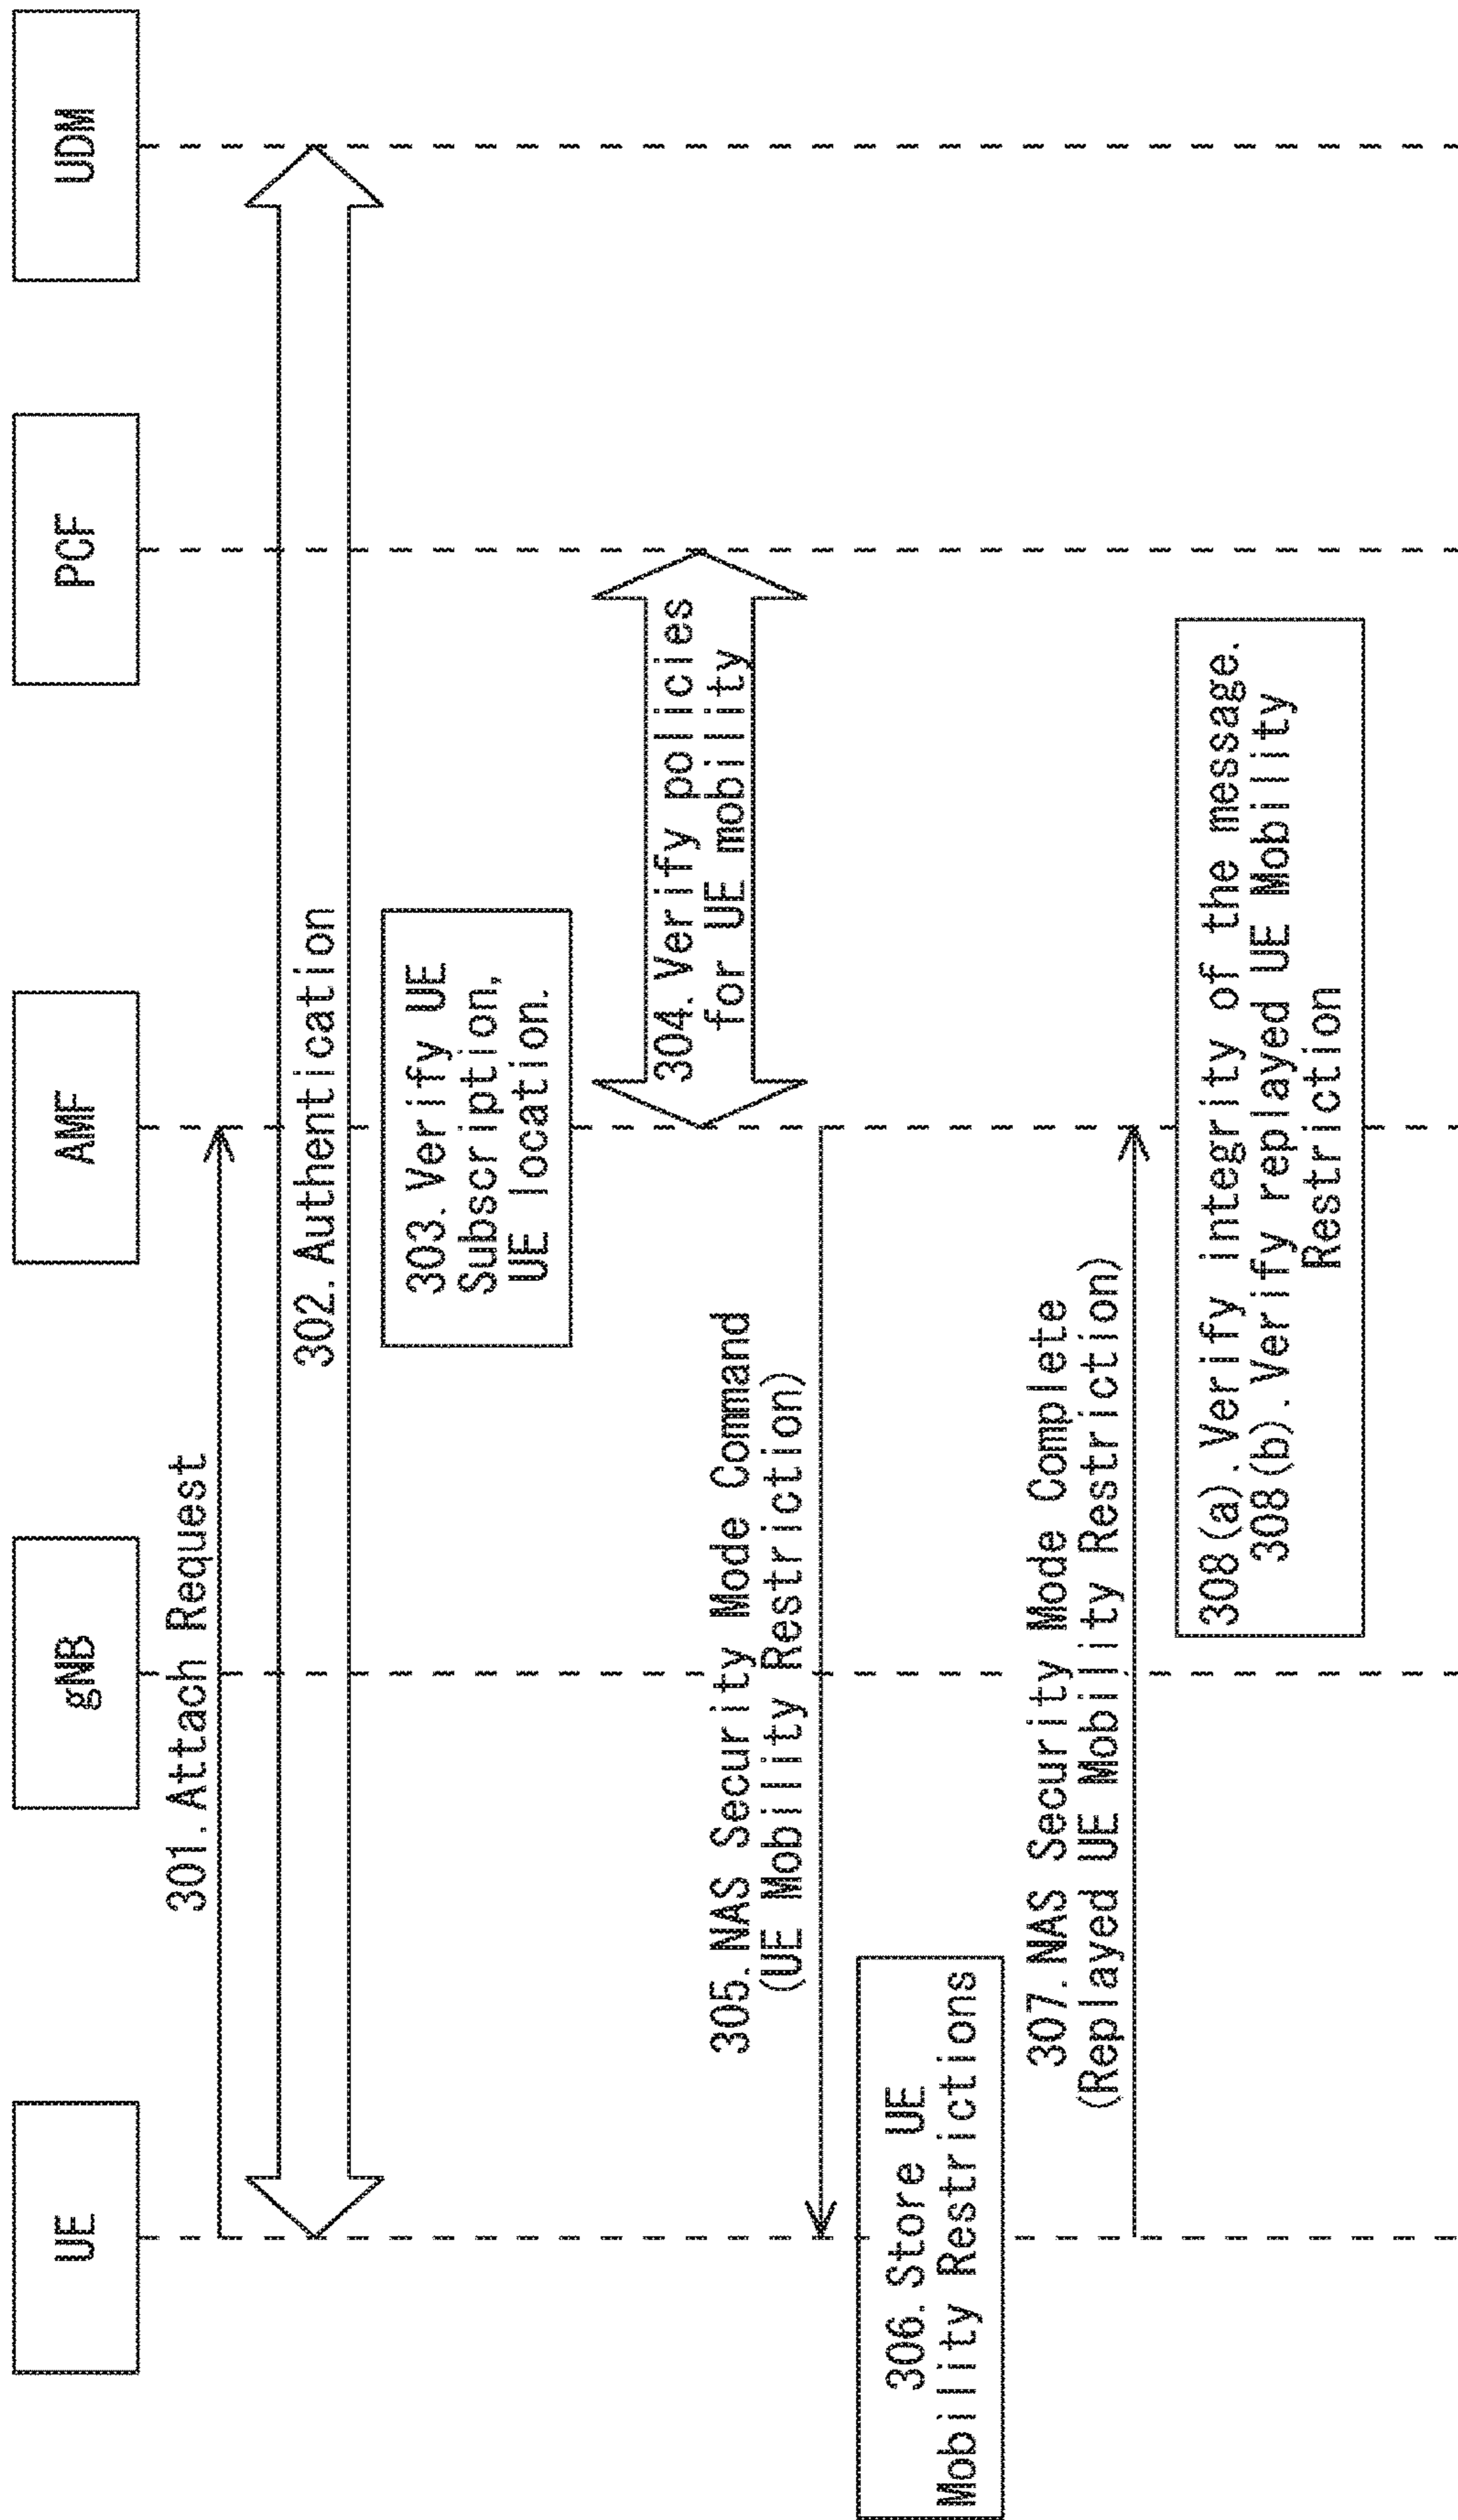 UE
gNB
AMF
PCF
UDM
301. Attach Request
302. Authentication
303. Verify UE
Subscription,
UE location.
304. Verify policies
for UE mobility
305. NAS Security Mode Command
(UE Mobility Restriction)
306. Store UE
Mobility Restrictions
307. NAS Security Mode Complete
(Replayed UE Mobility Restriction)
308(a). Verify integrity of the message.
308(b). Verify replayed UE Mobility
Restriction